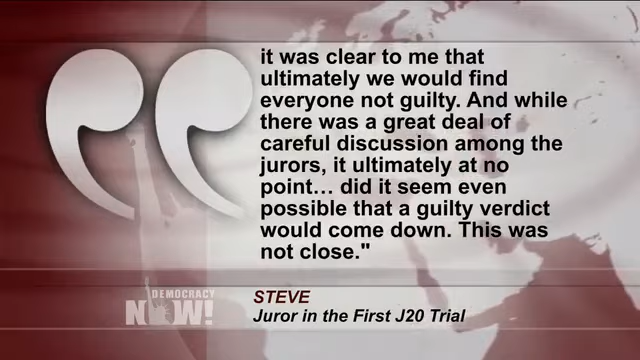 it was clear to me that
ultimately we would find
everyone not guilty. And while
there was a great deal of
careful discussion among the
jurors, it ultimately at no
point... did it seem even
possible that a guilty verdict
would come down. This was
not close."
STEVE
Juror in the First J20 Trial
DEMOCRACY
NOW!